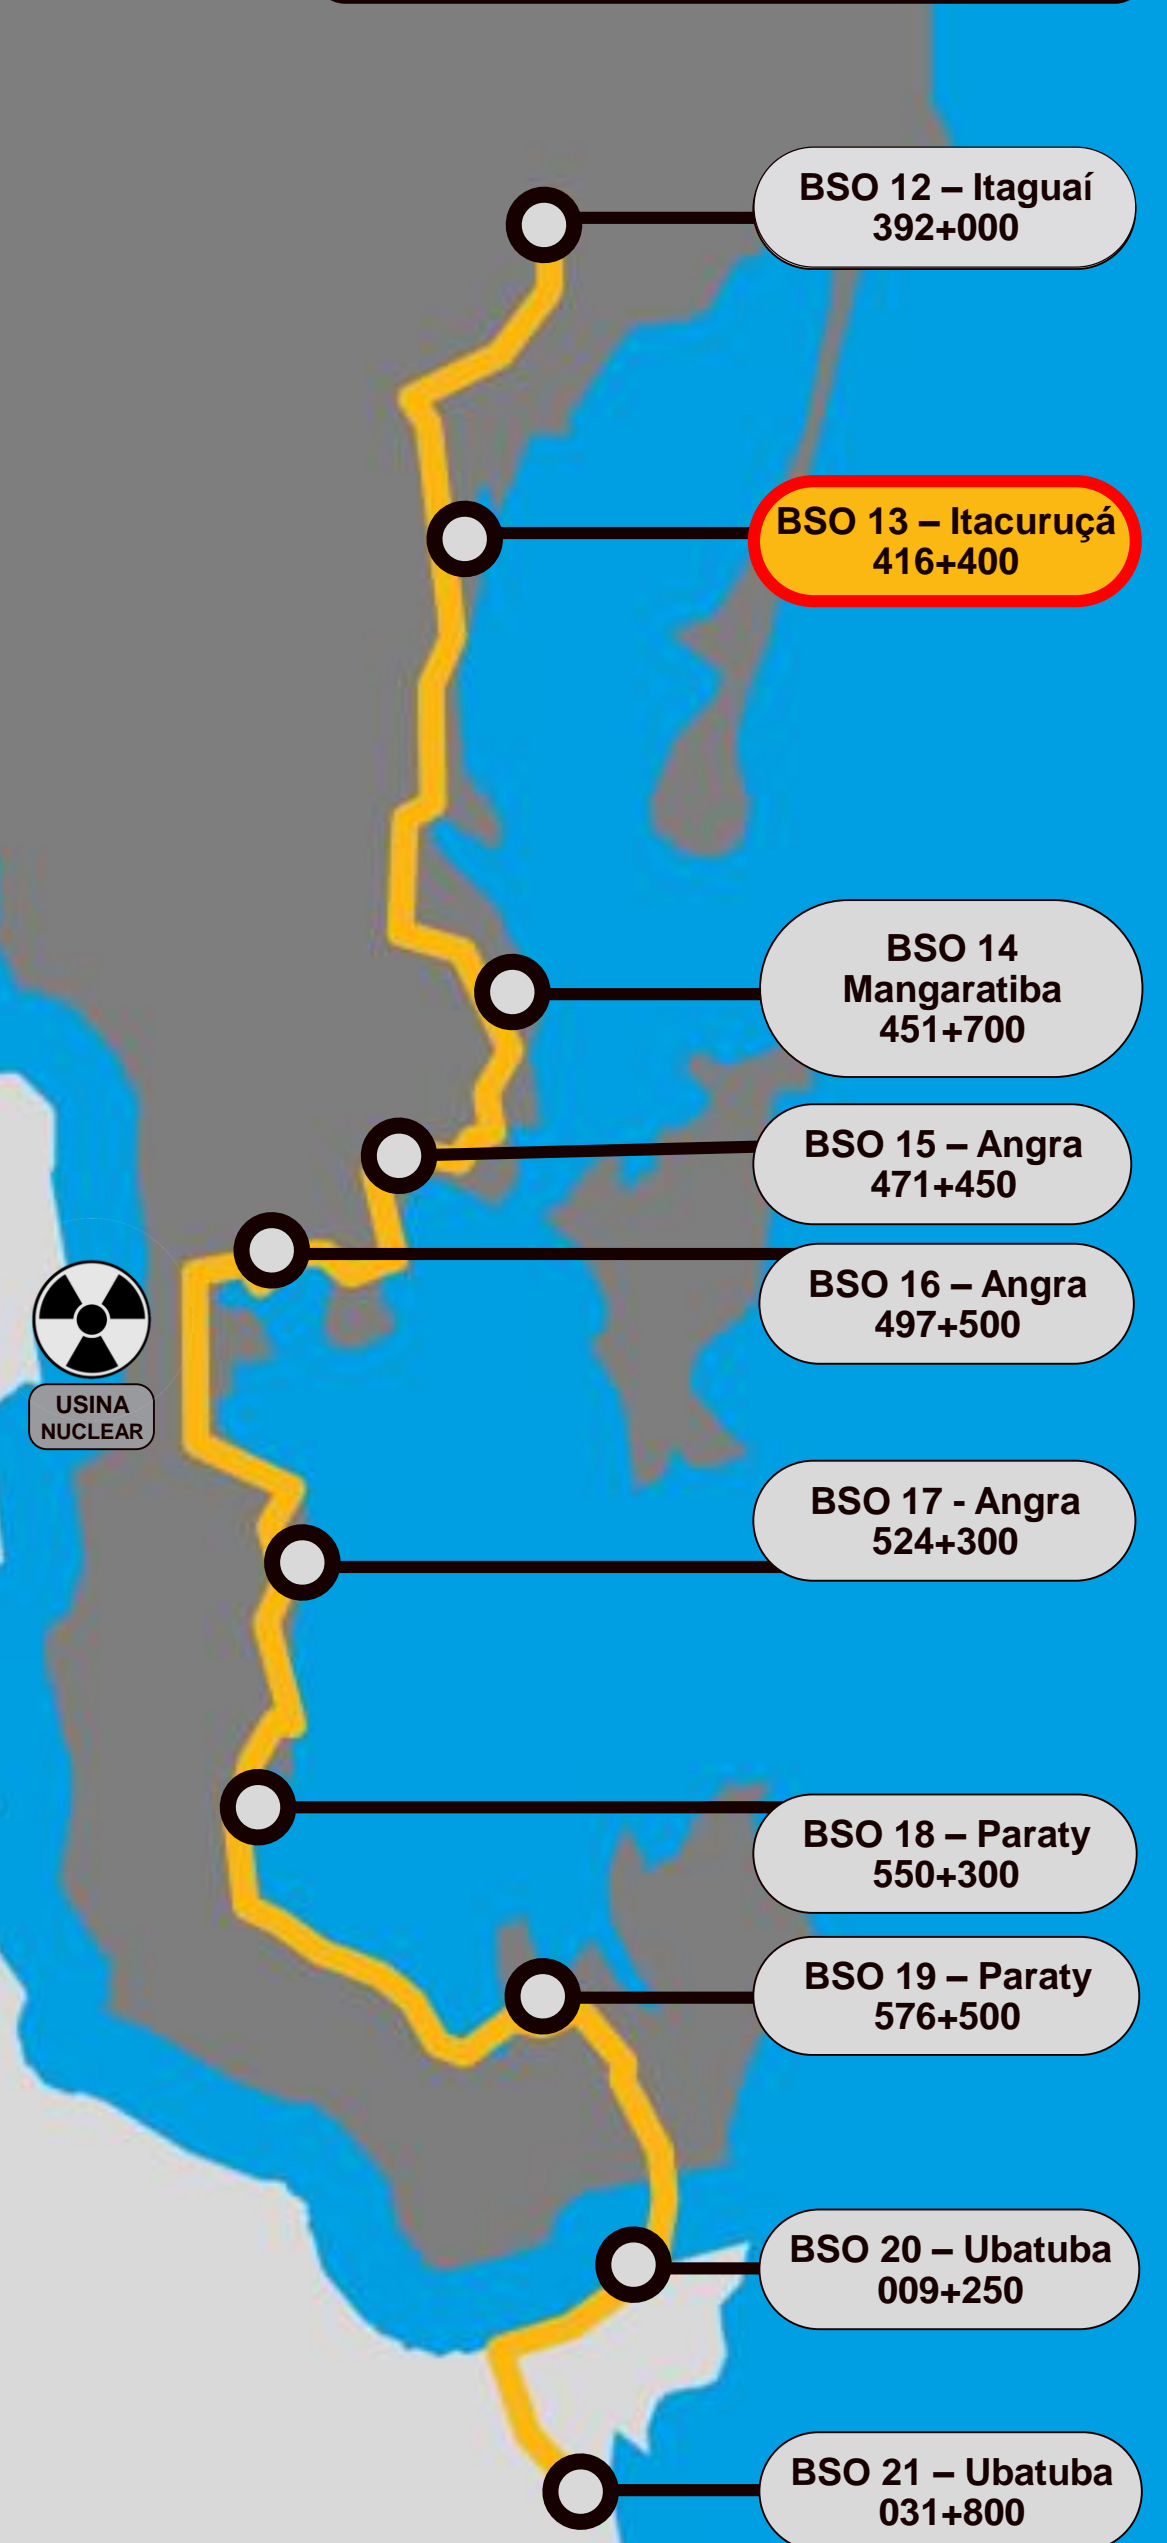 BSO 12 – Itaguaí
392+000
BSO 13 – Itacuruçá
416+400
BSO 14
Mangaratiba
451+700
BSO 15 – Angra
471+450
BSO 16 – Angra
497+500
USINA
NUCLEAR
BSO 17 - Angra
524+300
BSO 18 – Paraty
550+300
BSO 19 – Paraty
576+500
BSO 20 – Ubatuba
009+250
BSO 21 – Ubatuba
031+800